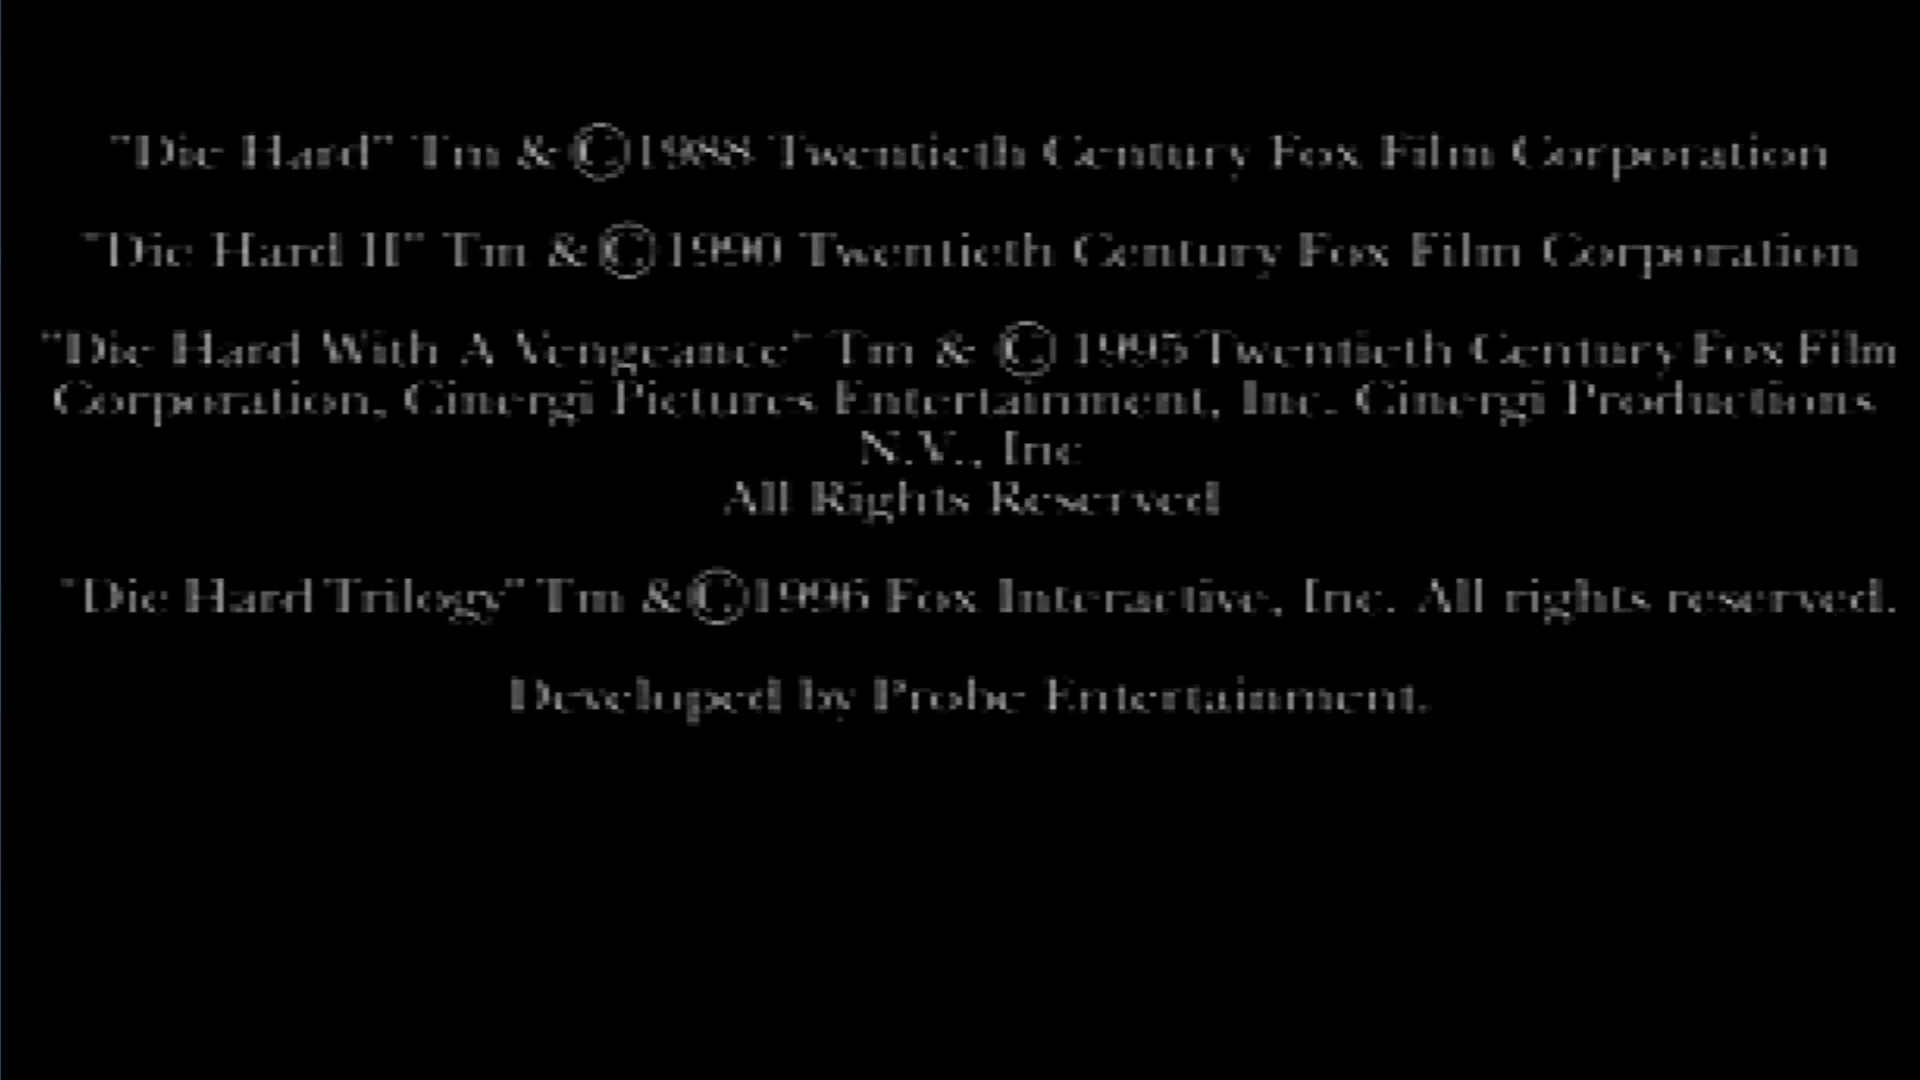 "Die Hard" Tm & ©1988 Twentieth Century Fox Film Corporation
"Die Hard II" Tm & ©1990 Twentieth Century Fox Film Corporation
"Die Hard With A Vengeance" Tm & © 1995 Twentieth Century Fox Film
Corporation, Cinergi Pictures Entertainment, Inc. Cinergi Productions
N.V., Inc
All Rights Reserved
"Die Hard Trilogy" Tm &©1996 Fox Interactive, Inc. All rights reserved.
Developed by Probe Entertainment.